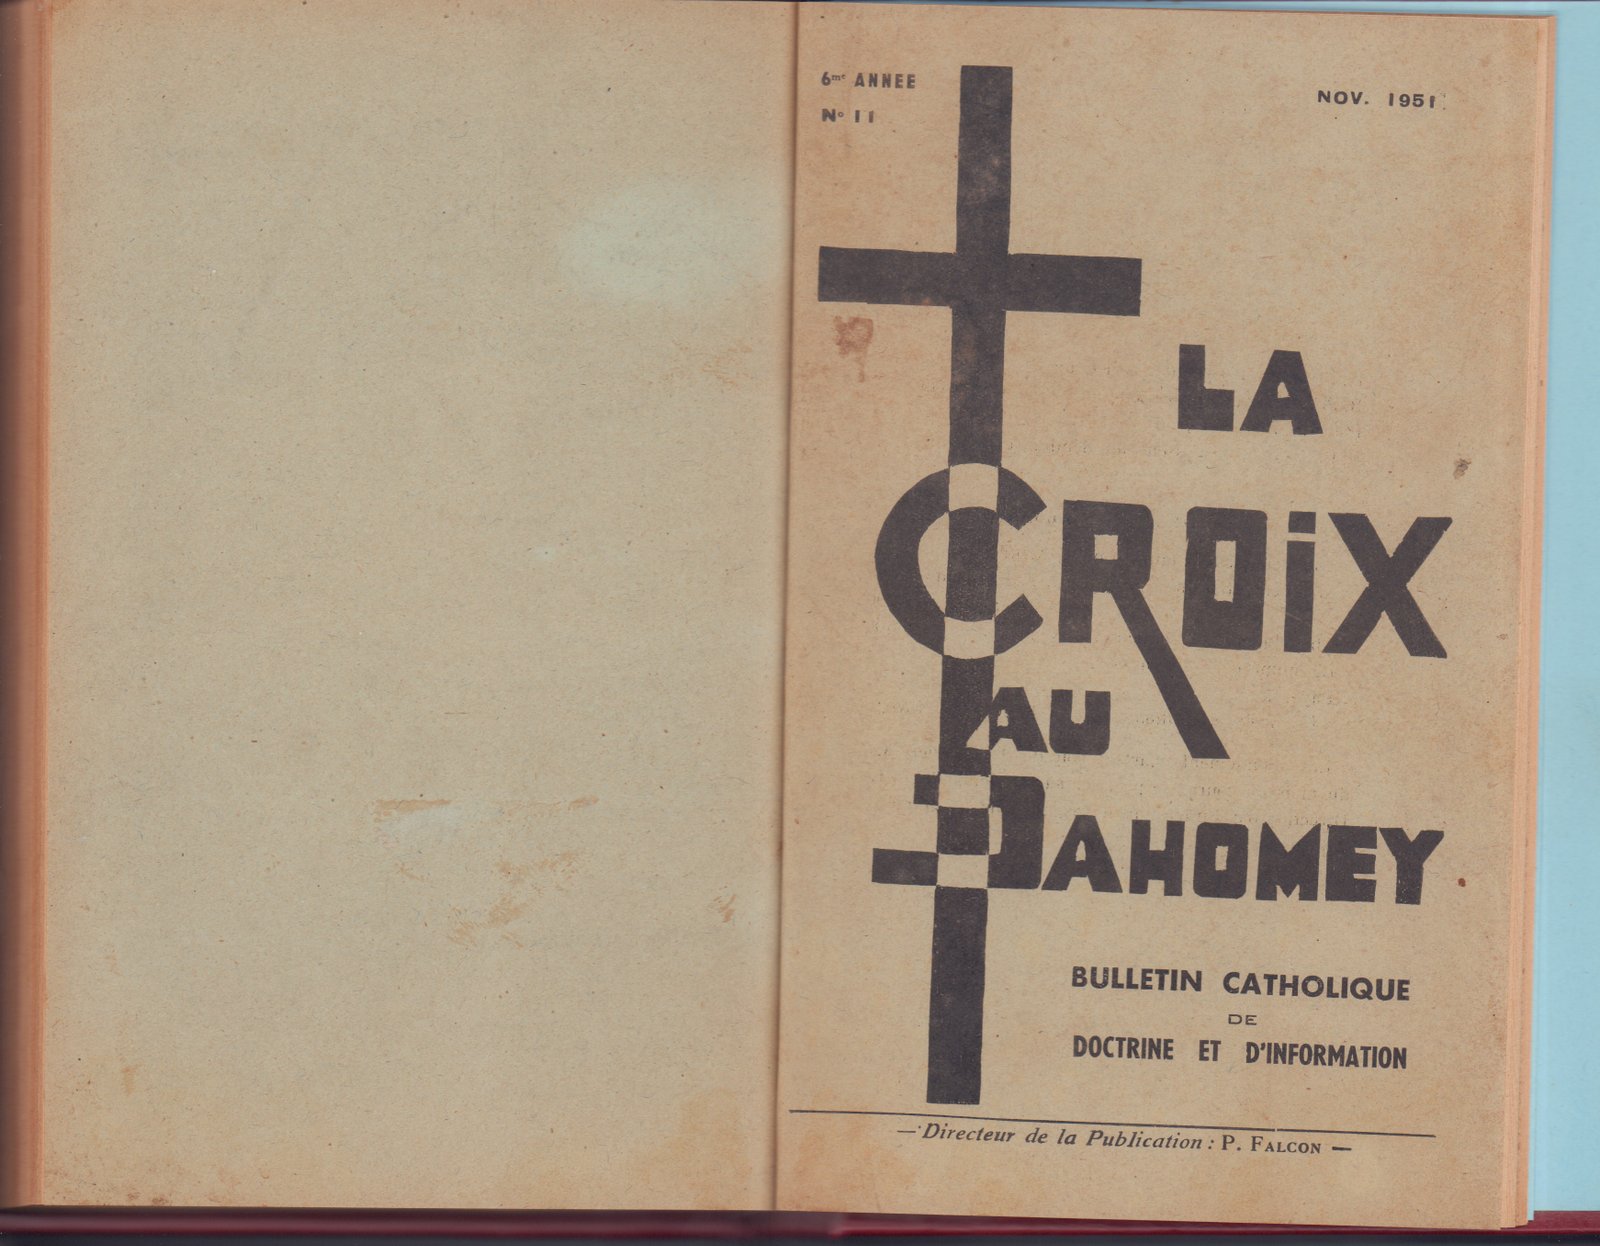 6me ANNEE
N° 11
NOV. 1951
LA
CROiX
AU
DAHOMEY
BULLETIN CATHOLIQUE
DE
DOCTRINE ET D'INFORMATION
— Directeur de la Publication : P. FALCON —